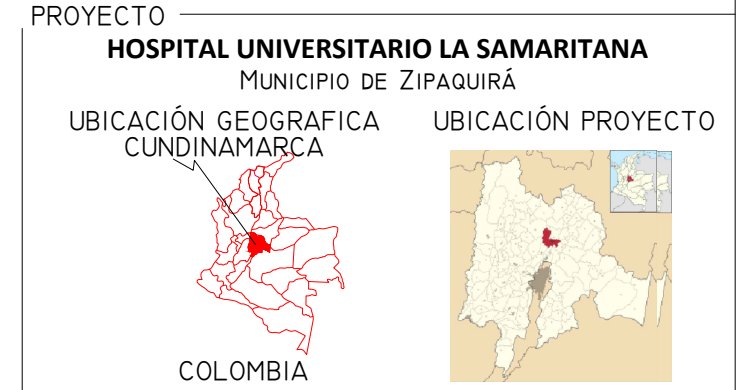 PROYECTO
HOSPITAL UNIVERSITARIO LA SAMARITANA
MUNICIPIO DE ZIPAQUIRÁ
UBICACIÓN GEOGRAFICA
CUNDINAMARCA
UBICACIÓN PROYECTO
COLOMBIA